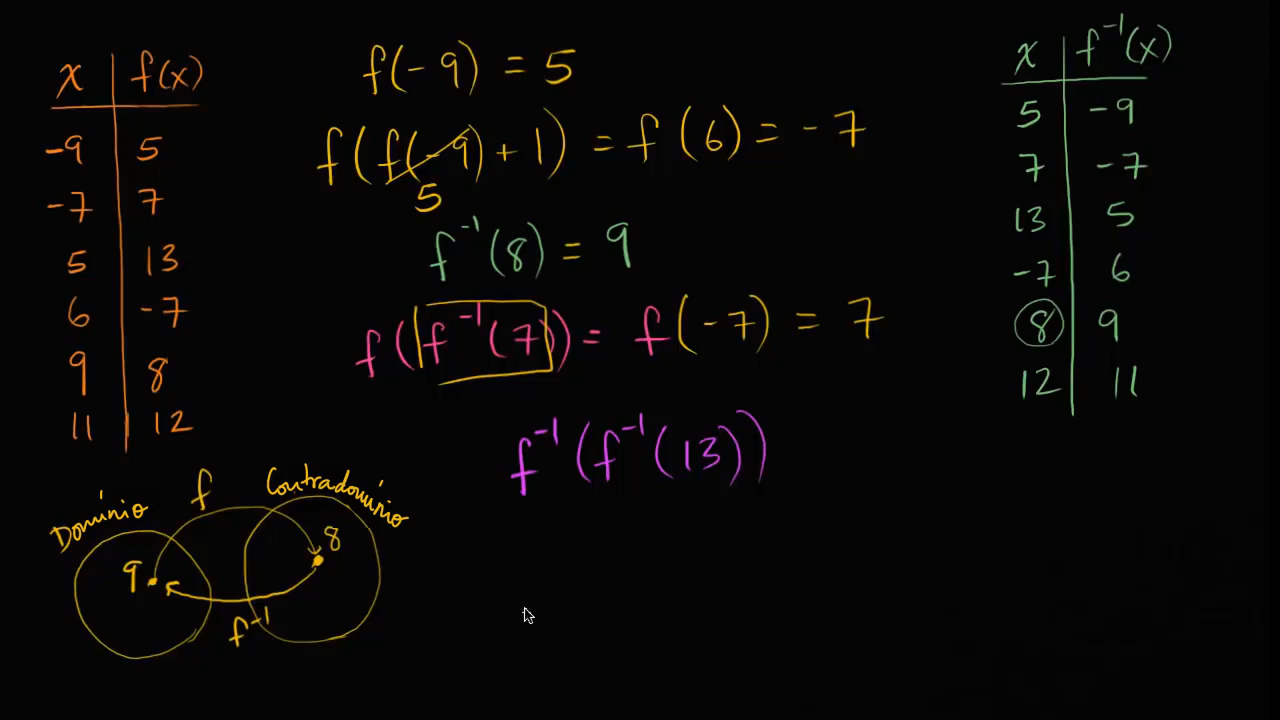 x f(x)
-9 5
-7 7
5 13
6 -7
9 8
11 12
f(-9) = 5
f(f(-9)+1) = f(6) = -7
5
f⁻¹(8) = 9
f(f⁻¹(7)) = f(-7) = 7
f⁻¹(f⁻¹(13))
x f⁻¹(x)
5 -9
7 -7
13 5
-7 6
8 9
12 11
Domínio
f
Contradomínio
9
8
f⁻¹